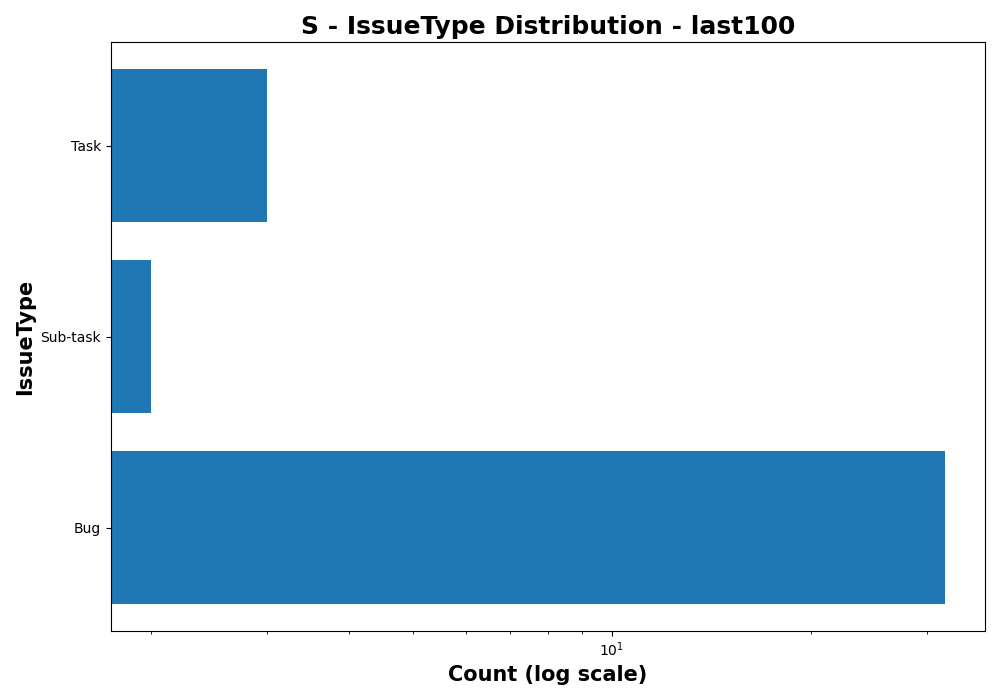 S - IssueType Distribution - last100
IssueType
Task
Sub-task
Bug
10¹
Count (log scale)